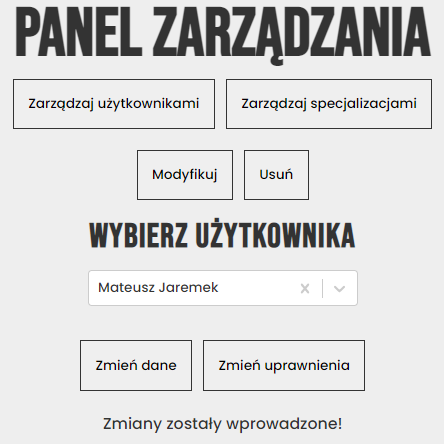 PANEL ZARZĄDZANIA
Zarządzaj użytkownikami Zarządzaj specjalizacjami
Modyfikuj Usuń
WYBIERZ UŻYTKOWNIKA
Mateusz Jaremek
Zmień dane Zmień uprawnienia
Zmiany zostały wprowadzone!